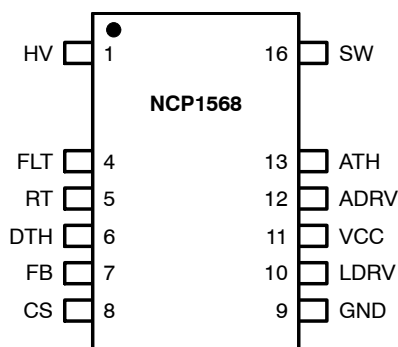 HV 1 16 SW
NCP1568
FLT 4 13 ATH
RT 5 12 ADRV
DTH 6 11 VCC
FB 7 10 LDRV
CS 8 9 GND